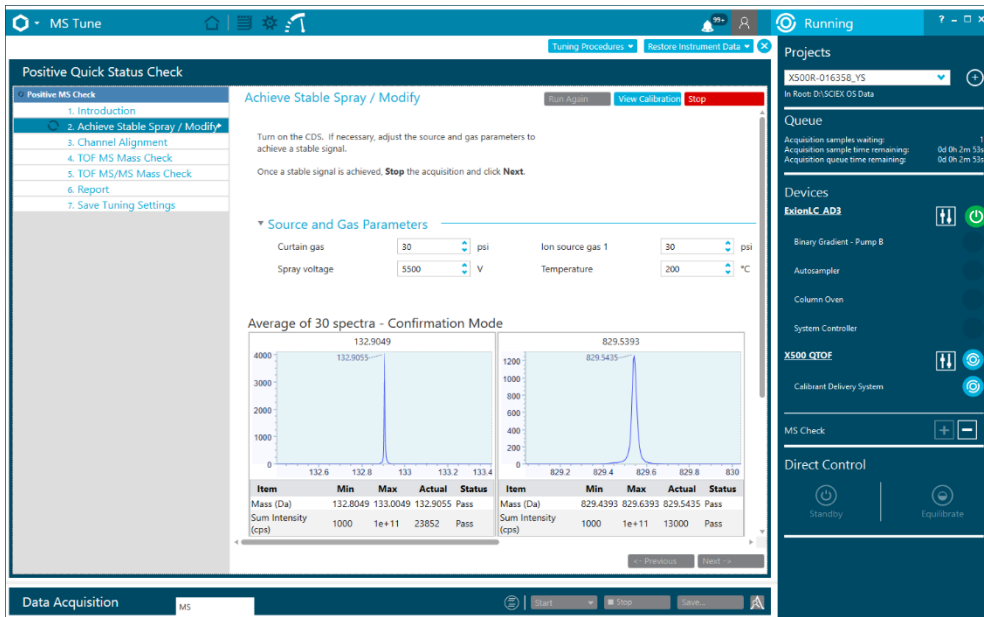 MS Tune
99+
Running
? - □ ×
Tuning Procedures
Restore Instrument Data
Positive Quick Status Check
Positive MS Check
1. Introduction
2. Achieve Stable Spray / Modify
3. Channel Alignment
4. TOF MS Mass Check
5. TOF MS/MS Mass Check
6. Report
7. Save Tuning Settings
Achieve Stable Spray / Modify
Run Again
View Calibration
Stop
Turn on the CDS. If necessary, adjust the source and gas parameters to
achieve a stable signal.
Once a stable signal is achieved, Stop the acquisition and click Next.
Source and Gas Parameters
Curtain gas 30 psi Ion source gas 1 30 psi
Spray voltage 5500 V Temperature 200 °C
Average of 30 spectra - Confirmation Mode
132.9049
132.9055
4000
3000
2000
1000
0
132.6 132.8 133 133.2 133.4
Item Min Max Actual Status
Mass (Da) 132.8049 133.0049 132.9055 Pass
Sum Intensity
(cps) 1000 1e+11 23852 Pass
829.5393
829.5435
1200
1000
800
600
400
200
0
829.2 829.4 829.6 829.8 830
Item Min Max Actual Status
Mass (Da) 829.4393 829.6393 829.5435 Pass
Sum Intensity
(cps) 1000 1e+11 13000 Pass
<- Previous
Next ->
Projects
X500R-016358_YS
In Root: D:\SCIEX OS Data
Queue
Acquisition samples waiting: 1
Acquisition sample time remaining: 0d 0h 2m 53s
Acquisition queue time remaining: 0d 0h 2m 53s
Devices
ExionLC AD3
Binary Gradient - Pump B
Autosampler
Column Oven
System Controller
X500 QTOF
Calibrant Delivery System
MS Check
Direct Control
Standby
Equilibrate
Data Acquisition
MS
Start
Stop
Save...